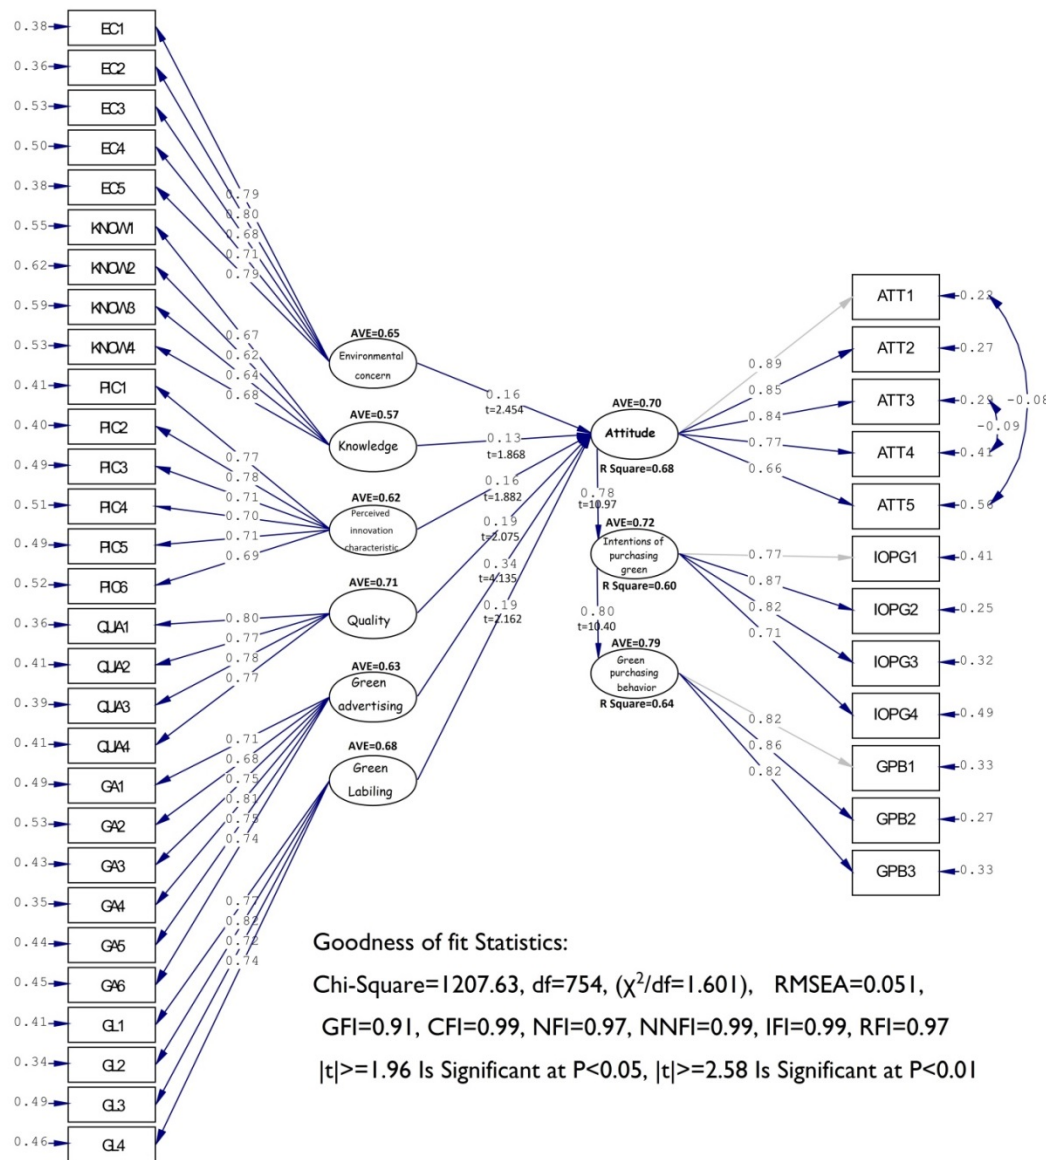 0.38 EC1
0.36 EC2
0.53 EC3
0.50 EC4
0.38 EC5
0.55 KNOW1
0.62 KNOW2
0.59 KNOW3
0.53 KNOW4
0.41 PIC1
0.40 PIC2
0.49 PIC3
0.51 PIC4
0.49 PIC5
0.52 PIC6
0.36 QUA1
0.41 QUA2
0.39 QUA3
0.41 QUA4
0.49 GA1
0.53 GA2
0.43 GA3
0.35 GA4
0.44 GA5
0.45 GA6
0.41 GL1
0.34 GL2
0.49 GL3
0.46 GL4
0.79
0.80
0.68
0.71
0.79
0.67
0.62
0.64
0.68
0.77
0.78
0.71
0.70
0.71
0.69
0.80
0.77
0.78
0.77
0.71
0.68
0.75
0.81
0.75
0.74
0.77
0.82
0.72
0.74
AVE=0.65
Environmental
concern
AVE=0.57
Knowledge
AVE=0.62
Perceived
innovation
characteristic
AVE=0.71
Quality
AVE=0.63
Green
advertising
AVE=0.68
Green
Labiling
0.16
t=2.454
0.13
t=1.868
0.16
t=1.882
0.19
t=2.075
0.34
t=4.135
0.19
t=2.162
AVE=0.70
Attitude
R Square=0.68
0.78
t=10.97
AVE=0.72
Intentions of
purchasing
green
R Square=0.60
0.80
t=10.40
AVE=0.79
Green
purchasing
behavior
R Square=0.64
0.89
0.85
0.84
0.77
0.66
0.77
0.87
0.82
0.71
0.82
0.86
0.82
ATT1 0.22
ATT2 0.27
ATT3 0.29
ATT4 0.41
ATT5 0.56
-0.08
-0.09
IOPG1 0.41
IOPG2 0.25
IOPG3 0.32
IOPG4 0.49
GPB1 0.33
GPB2 0.27
GPB3 0.33
Goodness of fit Statistics:
Chi-Square=1207.63, df=754, (χ²/df=1.601), RMSEA=0.051,
GFI=0.91, CFI=0.99, NFI=0.97, NNFI=0.99, IFI=0.99, RFI=0.97
|t|>=1.96 Is Significant at P<0.05, |t|>=2.58 Is Significant at P<0.01